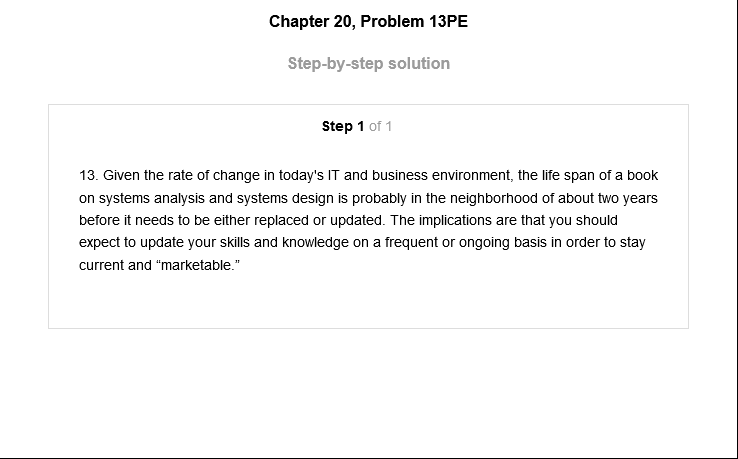 Chapter 20, Problem 13PE
Step-by-step solution
Step 1 of 1
13. Given the rate of change in today's IT and business environment, the life span of a book
on systems analysis and systems design is probably in the neighborhood of about two years
before it needs to be either replaced or updated. The implications are that you should
expect to update your skills and knowledge on a frequent or ongoing basis in order to stay
current and “marketable.”